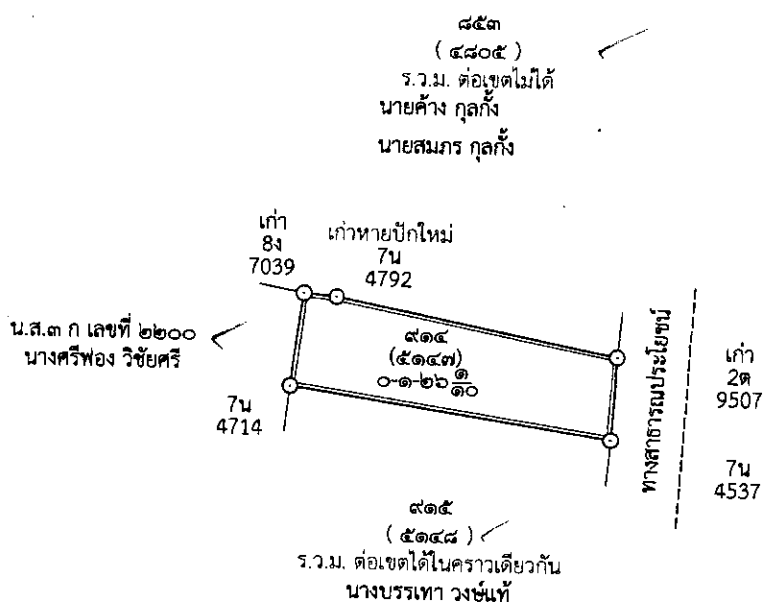 ๘๕๓
( ๔๘๐๕ )
ร.ว.ม. ต่อเขตไม่ได้
นายค้าง กุลกั้ง
นายสมภร กุลกั้ง
เก่า
8ง
7039
เก่าหายปักใหม่
7น
4792
น.ส.๓ ก เลขที่ ๒๒๐๐
นางศรีฟอง วิชัยศรี
๙๑๔
(๕๑๔๗)
๐-๑-๒๖ ๑/๑๐
7น
4714
ทางสาธารณประโยชน์
เก่า
2ต
9507
7น
4537
๙๑๕
( ๕๑๔๘ )
ร.ว.ม. ต่อเขตได้ในคราวเดียวกัน
นางบรรเทา วงษ์แท้